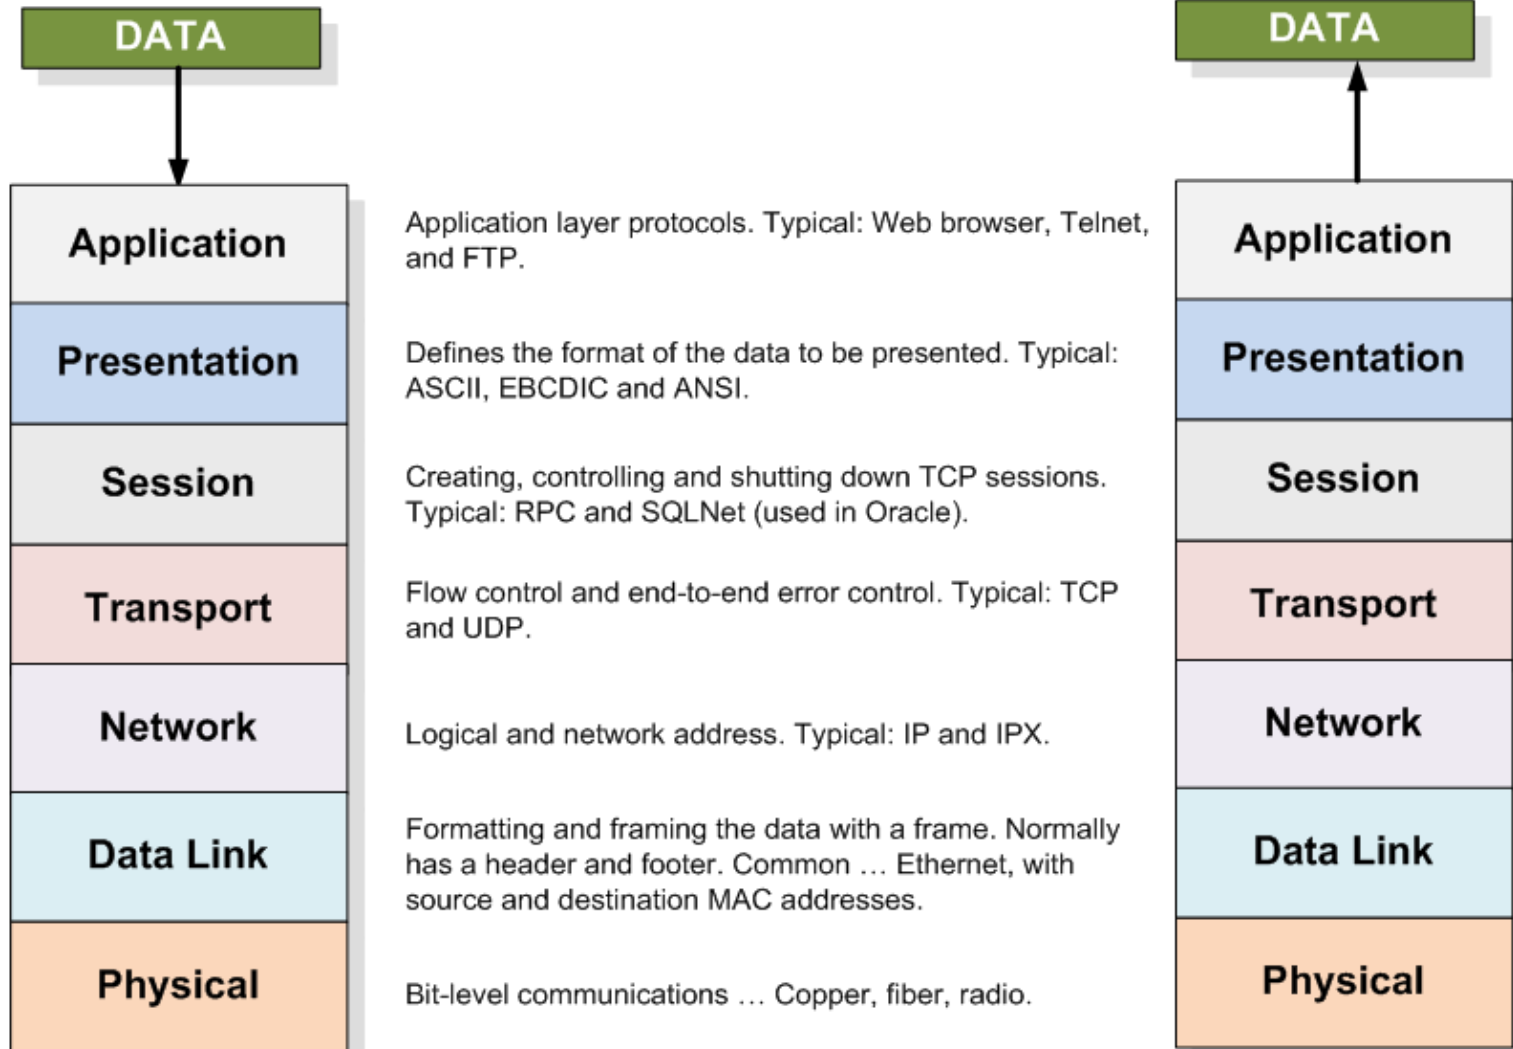 DATA
DATA
Application
Application layer protocols. Typical: Web browser, Telnet,
and FTP.
Application
Presentation
Defines the format of the data to be presented. Typical:
ASCII, EBCDIC and ANSI.
Presentation
Session
Creating, controlling and shutting down TCP sessions.
Typical: RPC and SQLNet (used in Oracle).
Session
Transport
Flow control and end-to-end error control. Typical: TCP
and UDP.
Transport
Network
Logical and network address. Typical: IP and IPX.
Network
Data Link
Formatting and framing the data with a frame. Normally
has a header and footer. Common … Ethernet, with
source and destination MAC addresses.
Data Link
Physical
Bit-level communications … Copper, fiber, radio.
Physical